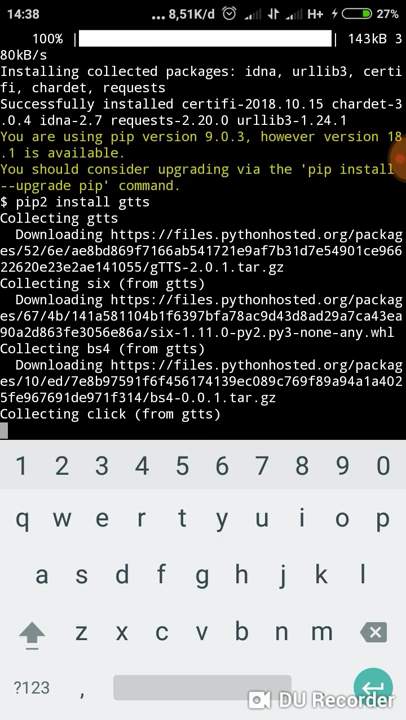 14:38 ... 8,51K/d H+ 27%
100% | | 143kB 3
80kB/s
Installing collected packages: idna, urllib3, certi
fi, chardet, requests
Successfully installed certifi-2018.10.15 chardet-3
.0.4 idna-2.7 requests-2.20.0 urllib3-1.24.1
You are using pip version 9.0.3, however version 18
.1 is available.
You should consider upgrading via the 'pip install
--upgrade pip' command.
$ pip2 install gtts
Collecting gtts
Downloading https://files.pythonhosted.org/packag
es/52/6e/ae8bd869f7166ab541721e9af7b31d7e54901ce966
22620e23e2ae141055/gTTS-2.0.1.tar.gz
Collecting six (from gtts)
Downloading https://files.pythonhosted.org/packag
es/67/4b/141a581104b1f6397bfa78ac9d43d8ad29a7ca43ea
90a2d863fe3056e86a/six-1.11.0-py2.py3-none-any.whl
Collecting bs4 (from gtts)
Downloading https://files.pythonhosted.org/packag
es/10/ed/7e8b97591f6f456174139ec089c769f89a94a1a402
5fe967691de971f314/bs4-0.0.1.tar.gz
Collecting click (from gtts)
1 2 3 4 5 6 7 8 9 0
q w e r t y u i o p
a s d f g h j k l
z x c v b n m
?123 , .
DU Recorder